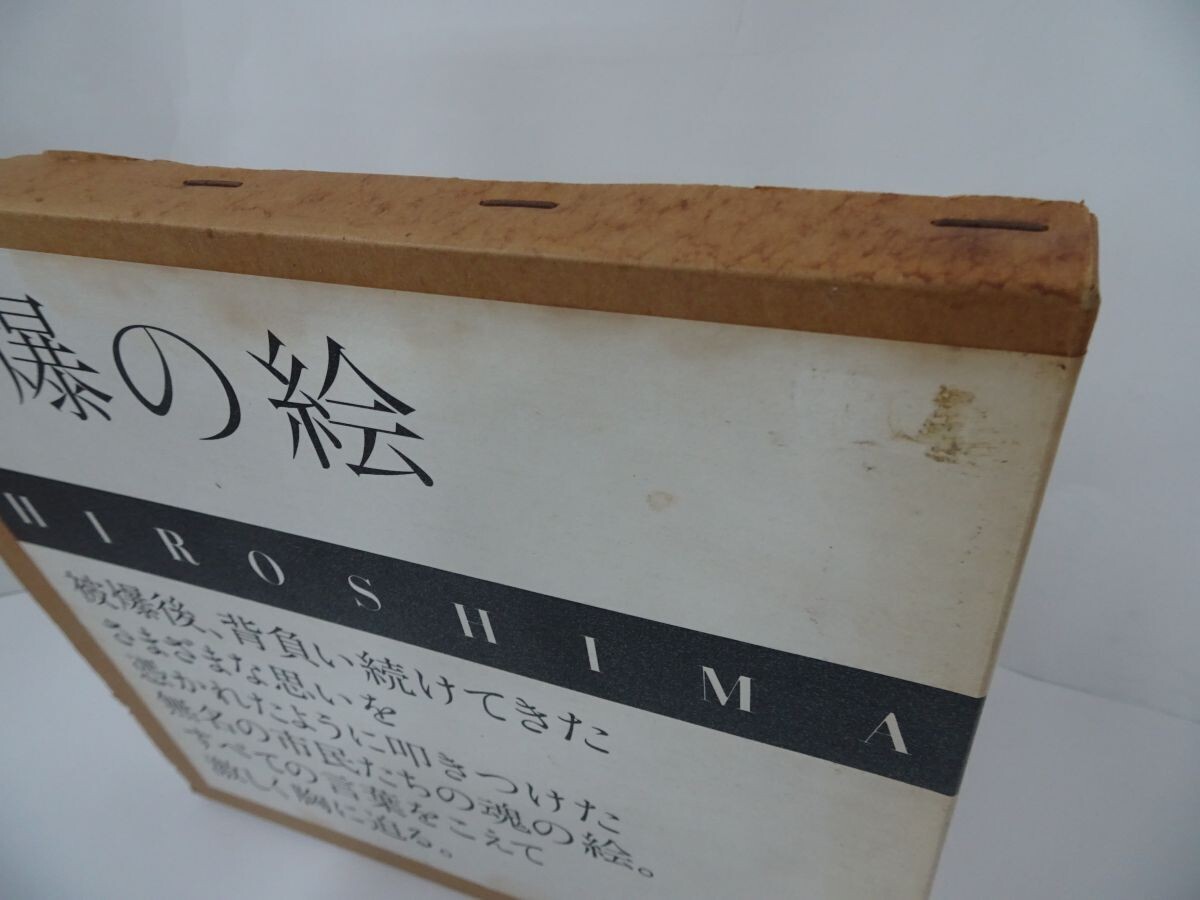 爆の絵
HIROSHIMA
被爆後、背負い続けてきた
さまざまな思いを
憑かれたように叩きつけた
無名の市民たちの魂の絵。
すべての言葉をこえて
激しく胸に迫る。